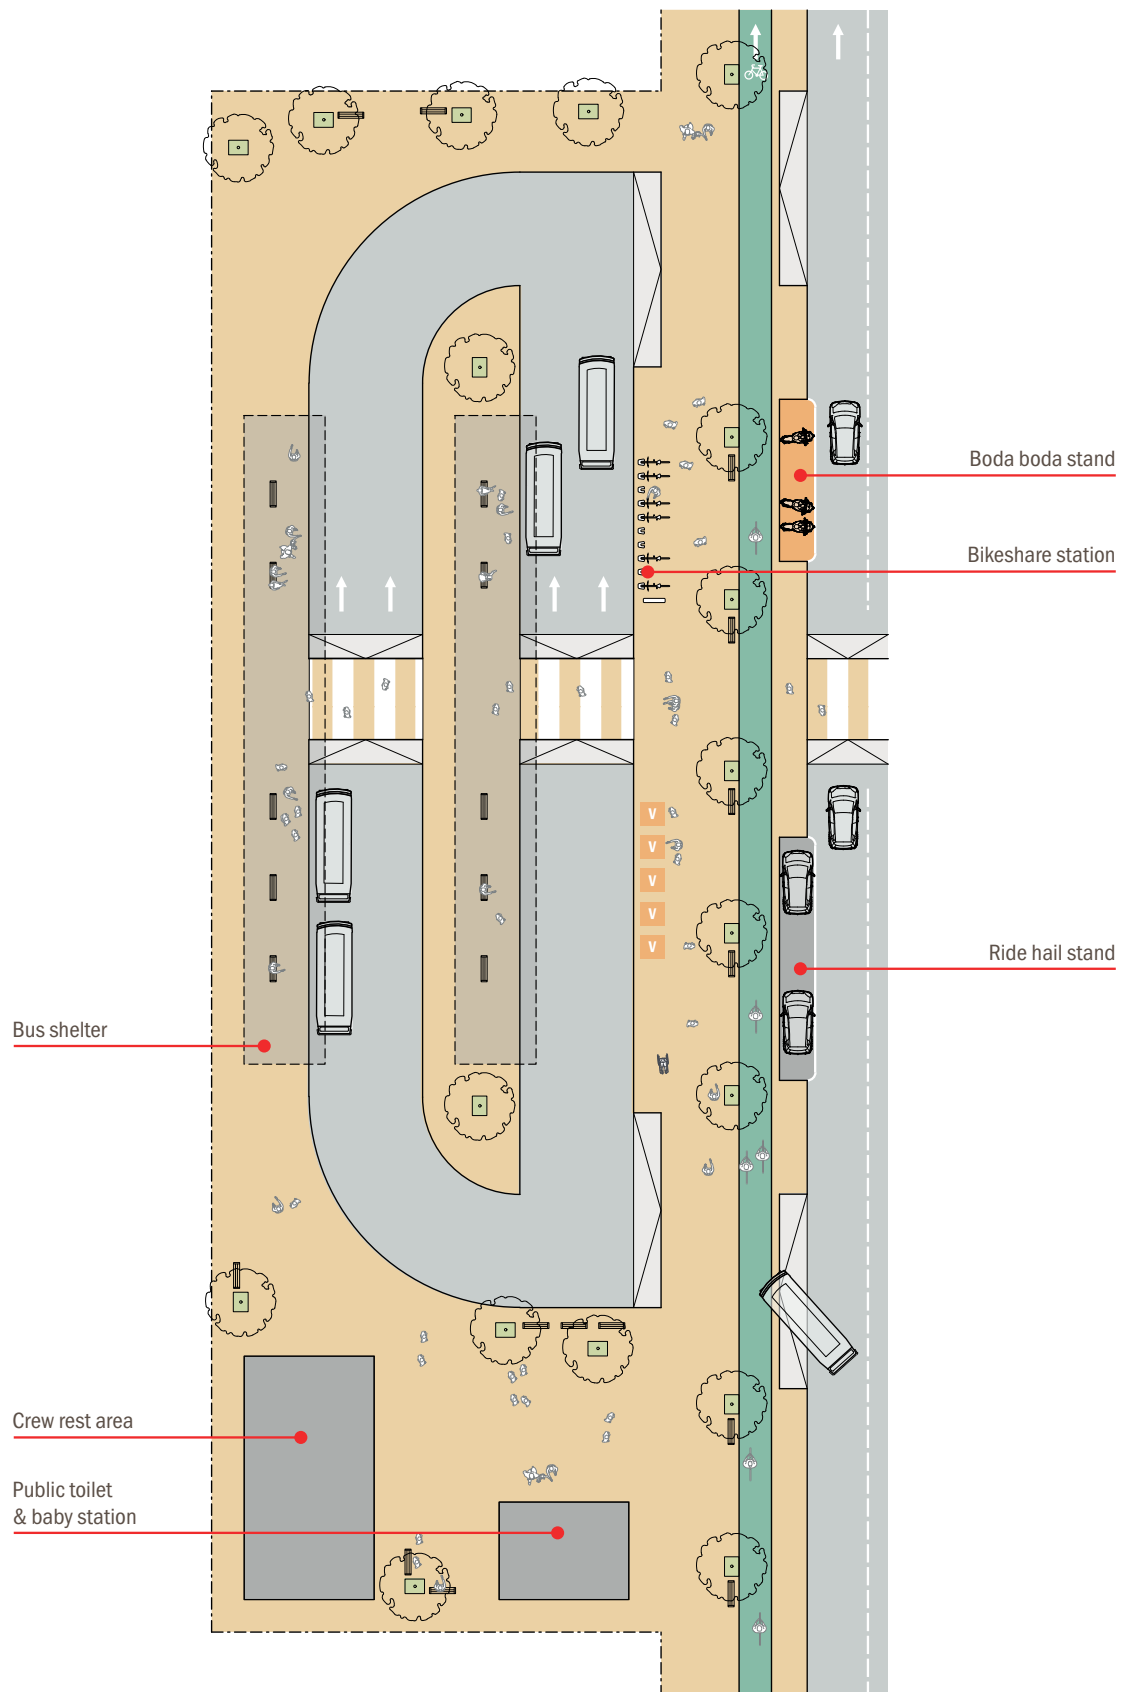 Boda boda stand
Bikeshare station
V
V
V
V
V
Ride hail stand
Bus shelter
Crew rest area
Public toilet
& baby station